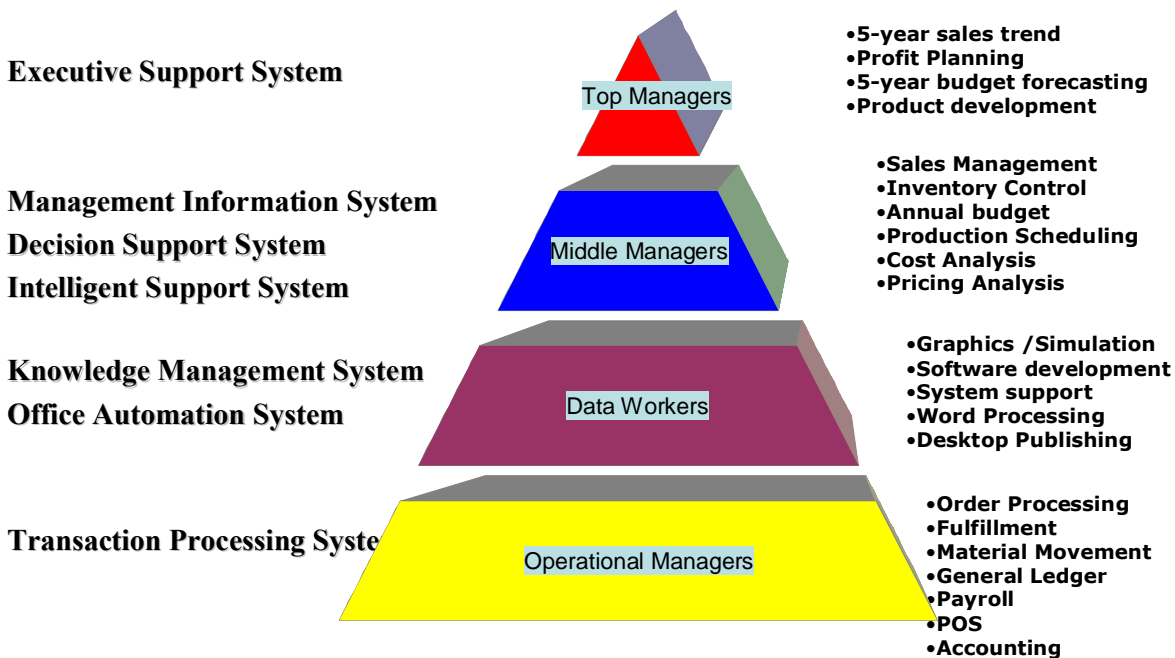 Executive Support System
Top Managers
•5-year sales trend
•Profit Planning
•5-year budget forecasting
•Product development
Management Information System
Decision Support System
Intelligent Support System
Middle Managers
•Sales Management
•Inventory Control
•Annual budget
•Production Scheduling
•Cost Analysis
•Pricing Analysis
Knowledge Management System
Office Automation System
Data Workers
•Graphics /Simulation
•Software development
•System support
•Word Processing
•Desktop Publishing
Transaction Processing Syste
Operational Managers
•Order Processing
•Fulfillment
•Material Movement
•General Ledger
•Payroll
•POS
•Accounting